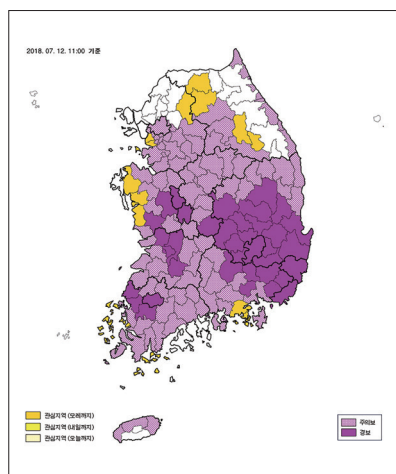 2018. 07. 12. 11:00 기준
관심지역 (모레까지)
관심지역 (내일까지)
관심지역 (오늘까지)
주의보
경보